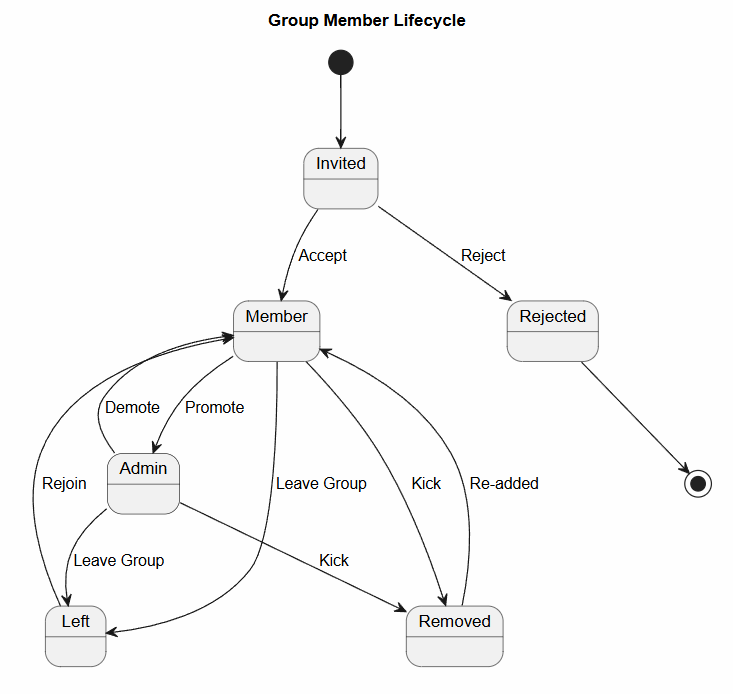 Group Member Lifecycle
Invited
Accept
Reject
Member
Rejected
Demote
Promote
Admin
Rejoin
Leave Group
Kick
Re-added
Leave Group
Kick
Left
Removed